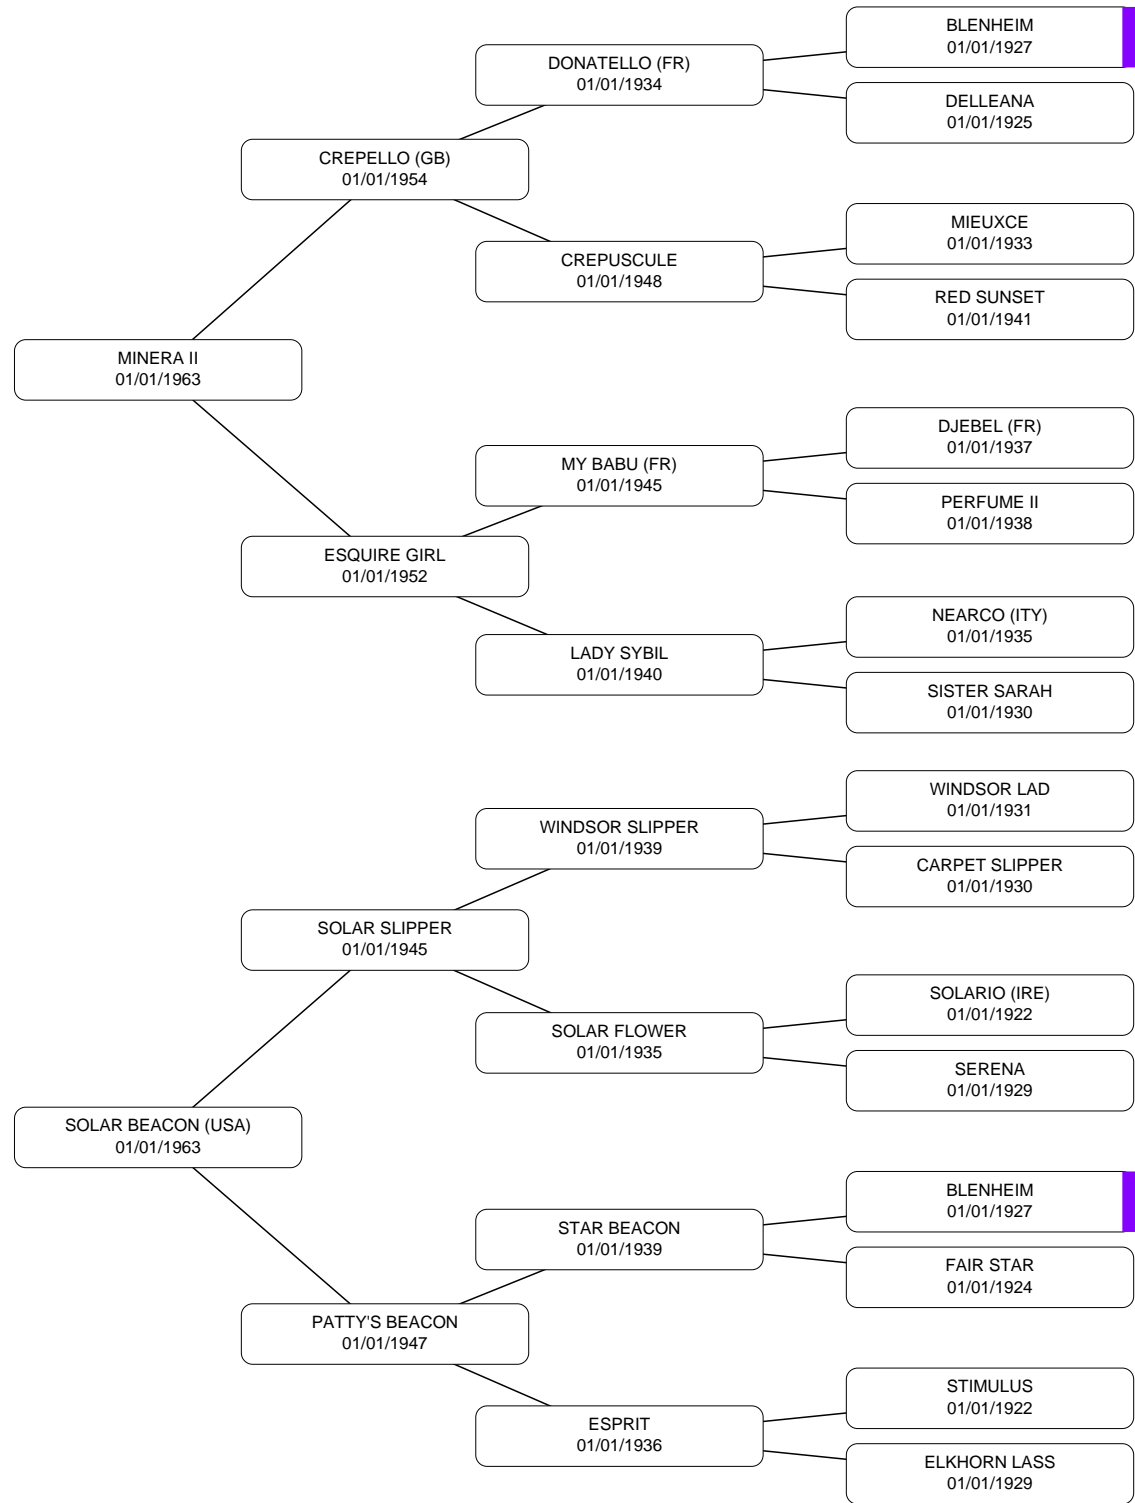 BLENHEIM
01/01/1927
DONATELLO (FR)
01/01/1934
DELLEANA
01/01/1925
CREPELLO (GB)
01/01/1954
MIEUXCE
01/01/1933
CREPUSCULE
01/01/1948
RED SUNSET
01/01/1941
MINERA II
01/01/1963
DJEBEL (FR)
01/01/1937
MY BABU (FR)
01/01/1945
PERFUME II
01/01/1938
ESQUIRE GIRL
01/01/1952
NEARCO (ITY)
01/01/1935
LADY SYBIL
01/01/1940
SISTER SARAH
01/01/1930
WINDSOR LAD
01/01/1931
WINDSOR SLIPPER
01/01/1939
CARPET SLIPPER
01/01/1930
SOLAR SLIPPER
01/01/1945
SOLARIO (IRE)
01/01/1922
SOLAR FLOWER
01/01/1935
SERENA
01/01/1929
SOLAR BEACON (USA)
01/01/1963
BLENHEIM
01/01/1927
STAR BEACON
01/01/1939
FAIR STAR
01/01/1924
PATTY'S BEACON
01/01/1947
STIMULUS
01/01/1922
ESPRIT
01/01/1936
ELKHORN LASS
01/01/1929